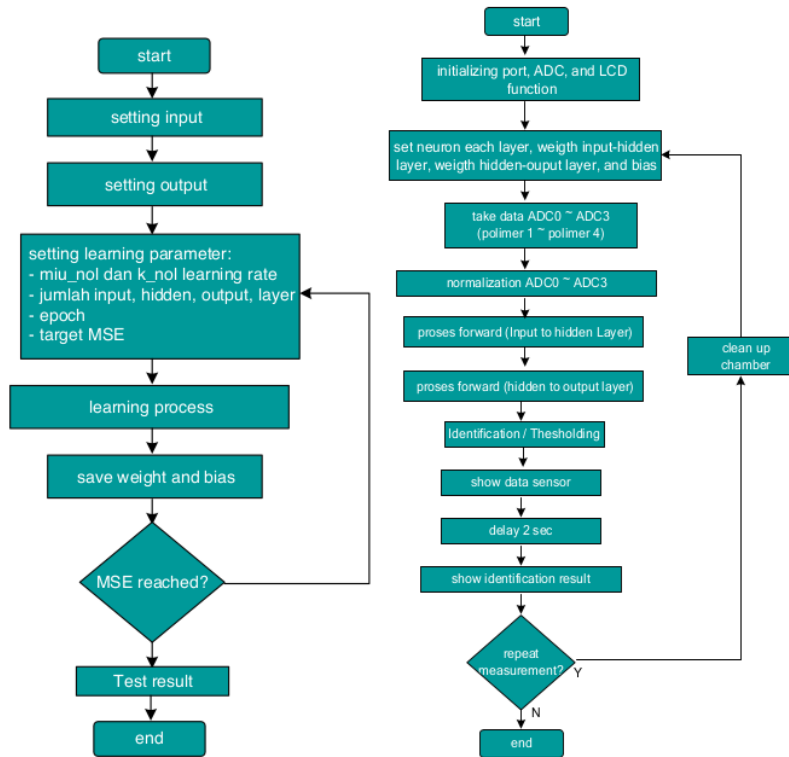 start
setting input
setting output
setting learning parameter:
- miu_nol dan k_nol learning rate
- jumlah input, hidden, output, layer
- epoch
- target MSE
learning process
save weight and bias
MSE reached?
Test result
end
start
initializing port, ADC, and LCD
function
set neuron each layer, weigth input-hidden
layer, weigth hidden-ouput layer, and bias
take data ADC0 ~ ADC3
(polimer 1 ~ polimer 4)
normalization ADC0 ~ ADC3
proses forward (Input to hidden Layer)
proses forward (hidden to output layer)
Identification / Thesholding
show data sensor
delay 2 sec
show identification result
repeat
measurement?
Y
N
end
clean up
chamber